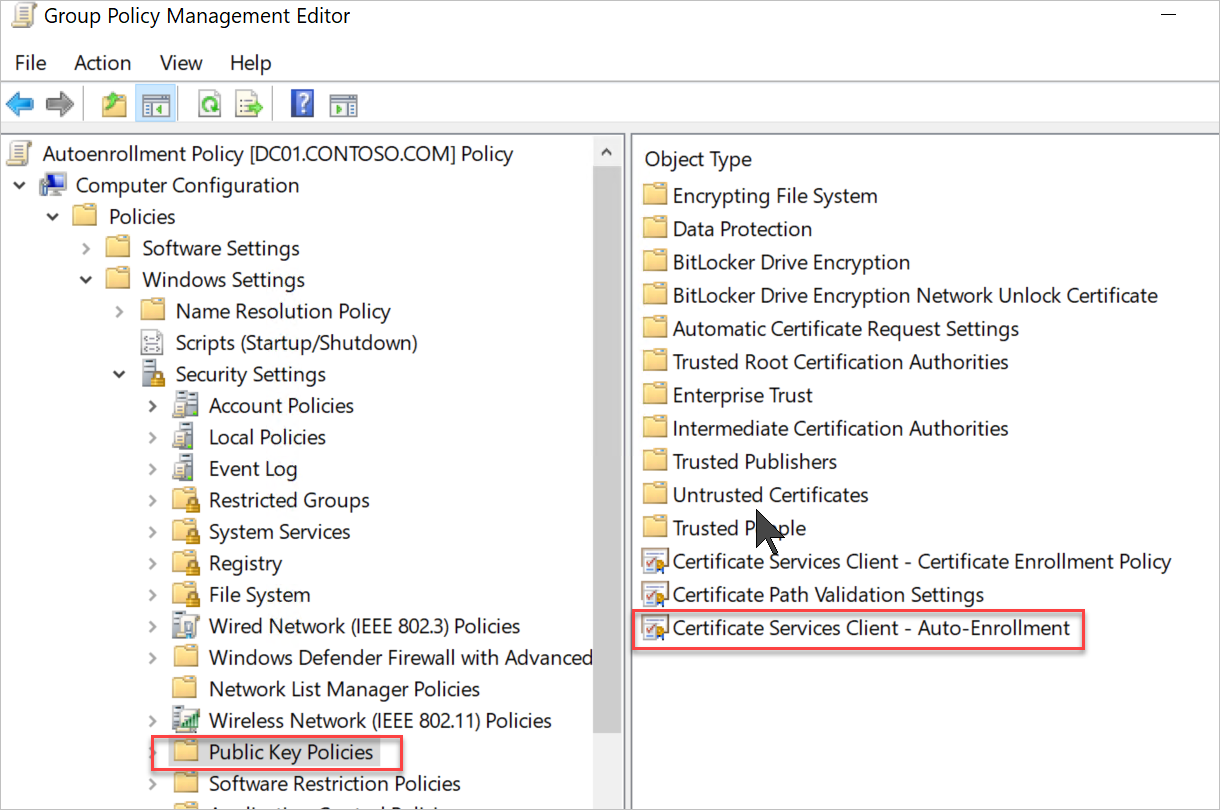 Group Policy Management Editor
File Action View Help
Autoenrollment Policy [DC01.CONTOSO.COM] Policy
Computer Configuration
Policies
Software Settings
Windows Settings
Name Resolution Policy
Scripts (Startup/Shutdown)
Security Settings
Account Policies
Local Policies
Event Log
Restricted Groups
System Services
Registry
File System
Wired Network (IEEE 802.3) Policies
Windows Defender Firewall with Advanced
Network List Manager Policies
Wireless Network (IEEE 802.11) Policies
Public Key Policies
Software Restriction Policies
Object Type
Encrypting File System
Data Protection
BitLocker Drive Encryption
BitLocker Drive Encryption Network Unlock Certificate
Automatic Certificate Request Settings
Trusted Root Certification Authorities
Enterprise Trust
Intermediate Certification Authorities
Trusted Publishers
Untrusted Certificates
Trusted People
Certificate Services Client - Certificate Enrollment Policy
Certificate Path Validation Settings
Certificate Services Client - Auto-Enrollment